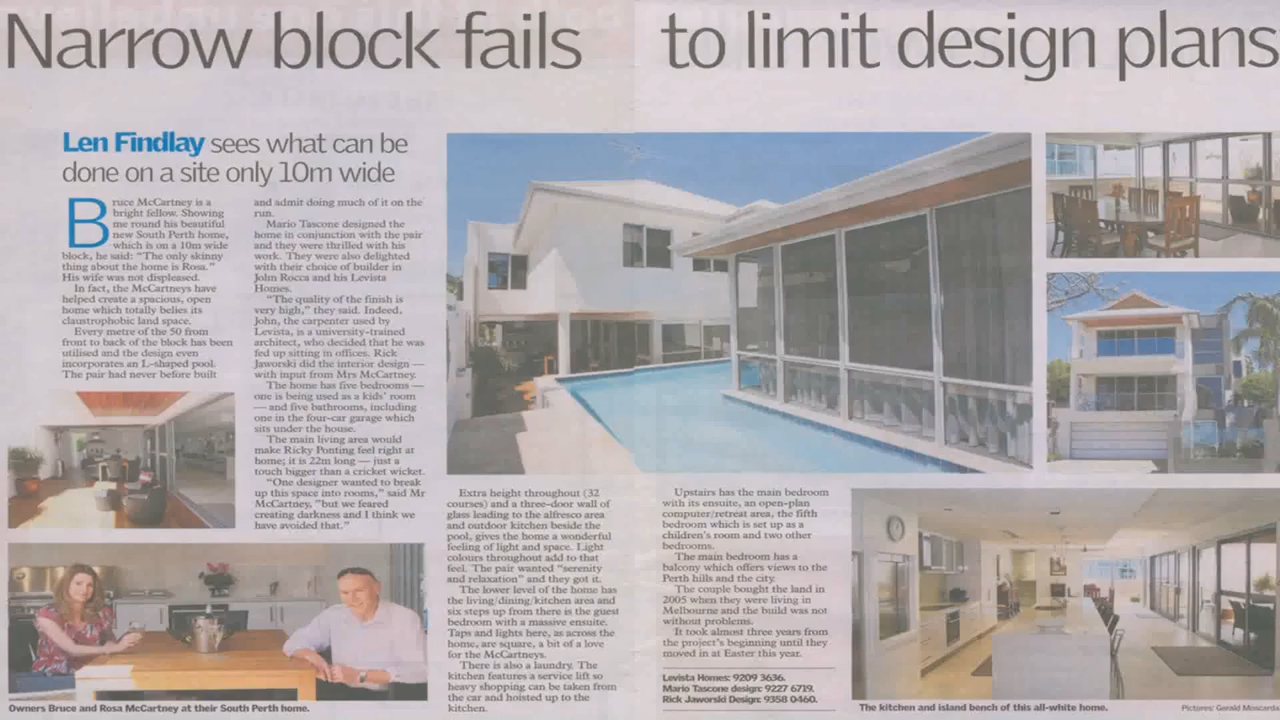 Narrow block fails to limit design plans
Len Findlay sees what can be
done on a site only 10m wide
Bruce McCartney is a
bright fellow. Showing
me round his beautiful
new South Perth home,
which is on a 10m wide
block, he said: “The only skinny
thing about the home is Rosa.”
His wife was not displeased.
In fact, the McCartneys have
helped create a spacious, open
home which totally belies its
claustrophobic land space.
Every metre of the 50 from
front to back of the block has been
utilised and the design even
incorporates an L-shaped pool.
The pair had never before built
and admit doing much of it on the
run.
Mario Tascone designed the
home in conjunction with the pair
and they were thrilled with his
work. They were also delighted
with their choice of builder in
John Rocca and his Levista
Homes.
“The quality of the finish is
very high,” they said. Indeed,
John, the carpenter used by
Levista, is a university-trained
architect, who decided that he was
fed up sitting in offices. Rick
Jaworski did the interior design —
with input from Mrs McCartney.
The home has five bedrooms —
one is being used as a kids’ room
— and five bathrooms, including
one in the four-car garage which
sits under the house.
The main living area would
make Ricky Ponting feel right at
home; it is 22m long — just a
touch bigger than a cricket wicket.
“One designer wanted to break
up this space into rooms,” said Mr
McCartney, “but we feared
creating darkness and I think we
have avoided that.”
Extra height throughout (32
courses) and a three-door wall of
glass leading to the alfresco area
and outdoor kitchen beside the
pool, gives the home a wonderful
feeling of light and space. Light
colours throughout add to that
feel. The pair wanted “serenity
and relaxation” and they got it.
The lower level of the home has
the living/dining/kitchen area and
six steps up from there is the guest
bedroom with a massive ensuite.
Taps and lights here, as across the
home, are square, a bit of a love
for the McCartneys.
There is also a laundry. The
kitchen features a service lift so
heavy shopping can be taken from
the car and hoisted up to the
kitchen.
Upstairs has the main bedroom
with its ensuite, an open-plan
computer/retreat area, the fifth
bedroom which is set up as a
children’s room and two other
bedrooms.
The main bedroom has a
balcony which offers views to the
Perth hills and the city.
The couple bought the land in
2005 when they were living in
Melbourne and the build was not
without problems.
It took almost three years from
the project’s beginning until they
moved in at Easter this year.
Levista Homes: 9209 3636.
Mario Tascone design: 9227 6719.
Rick Jaworski Design: 9358 0460.
Owners Bruce and Rosa McCartney at their South Perth home.
The kitchen and island bench of this all-white home.
Pictures: Gerald Moscarda